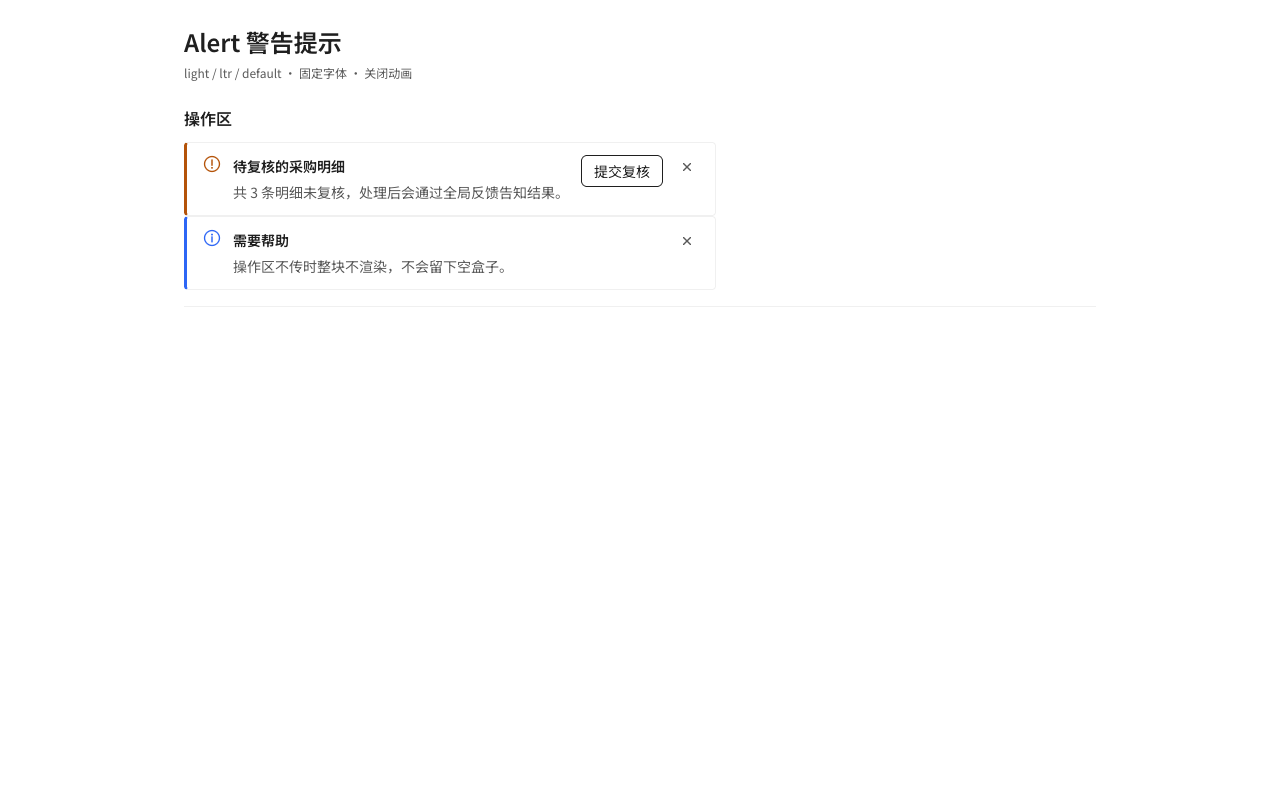 Alert 警告提示
light / ltr / default ・ 固定字体 ・ 关闭动画
操作区
待复核的采购明细
提交复核
共 3 条明细未复核，处理后会通过全局反馈告知结果。
需要帮助
操作区不传时整块不渲染，不会留下空盒子。